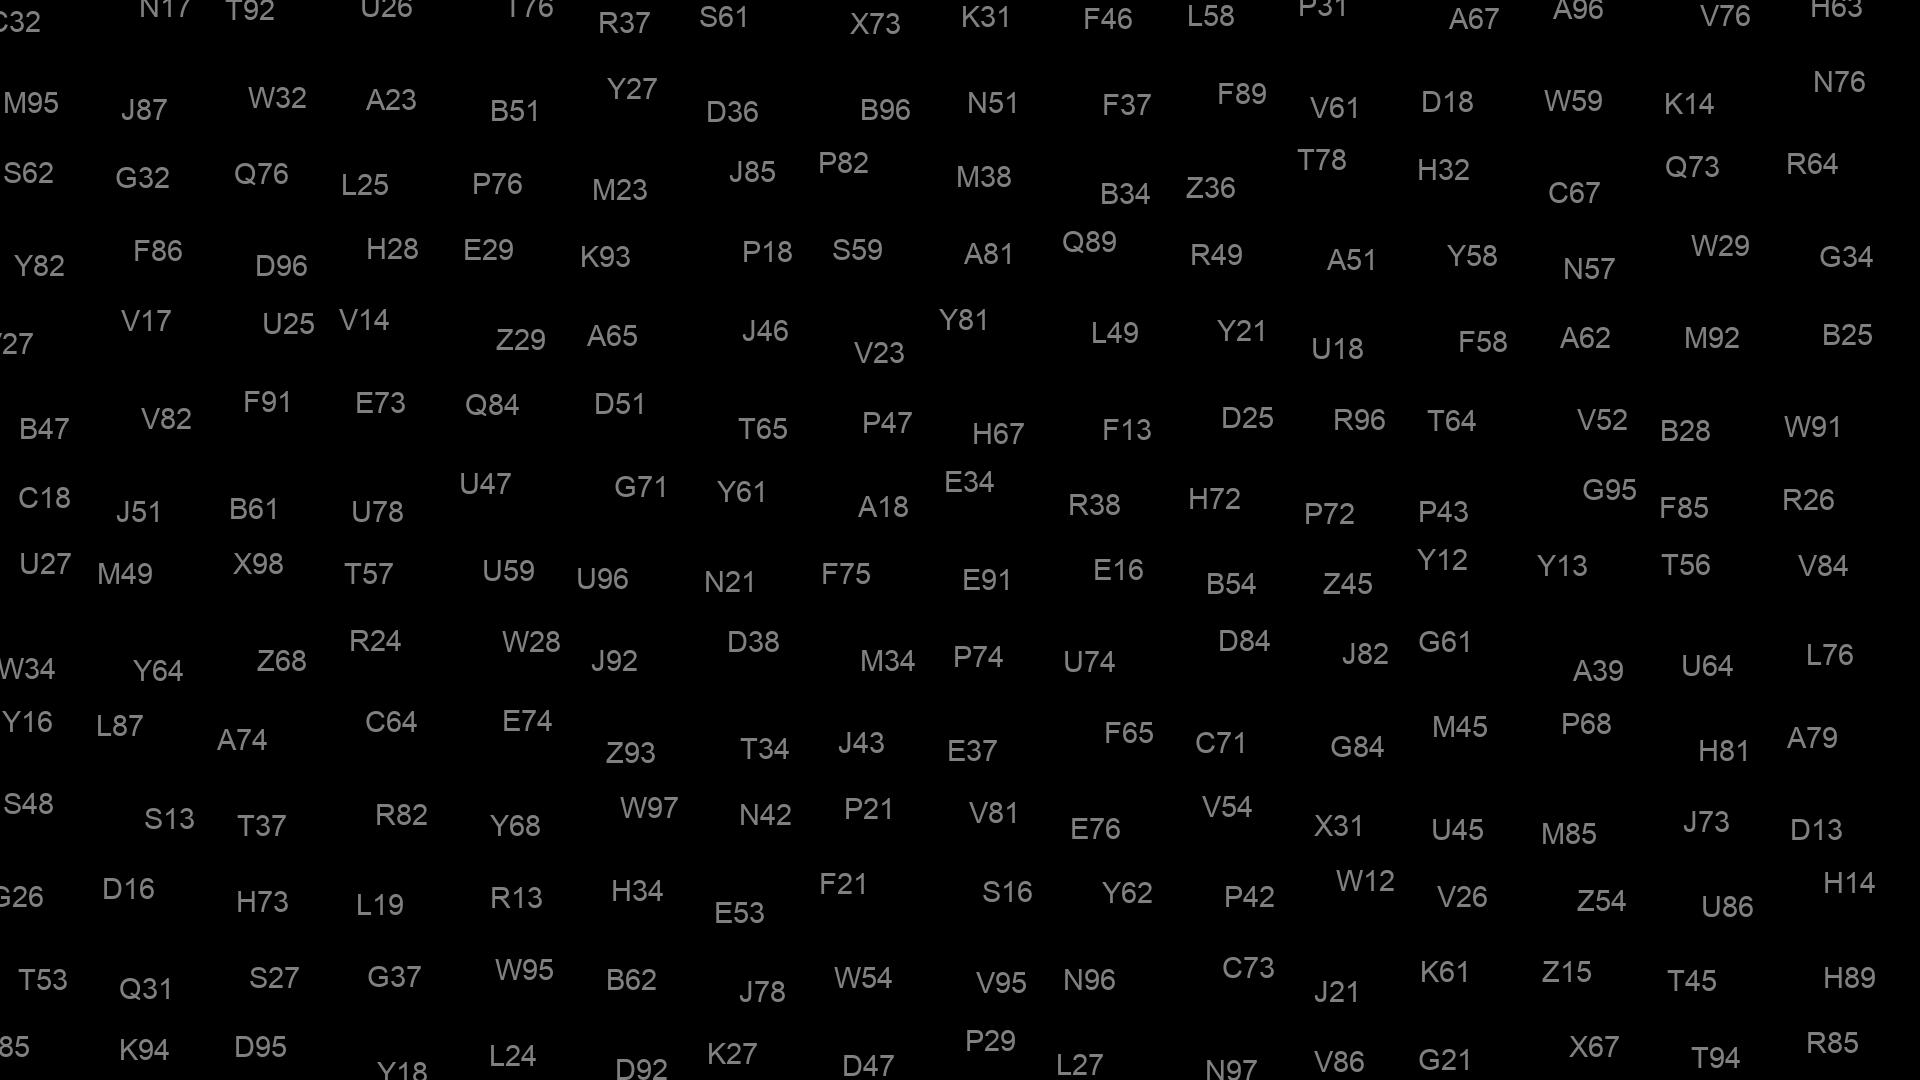 C32 N17 T92 U26 T76 R37 S61 X73 K31 F46 L58 P31 A67 A96 V76 H63
M95 J87 W32 A23 B51 Y27 D36 B96 N51 F37 F89 V61 D18 W59 K14 N76
S62 G32 Q76 L25 P76 M23 J85 P82 M38 B34 Z36 T78 H32 C67 Q73 R64
Y82 F86 D96 H28 E29 K93 P18 S59 A81 Q89 R49 A51 Y58 N57 W29 G34
27 V17 U25 V14 Z29 A65 J46 V23 Y81 L49 Y21 U18 F58 A62 M92 B25
B47 V82 F91 E73 Q84 D51 T65 P47 H67 F13 D25 R96 T64 V52 B28 W91
C18 J51 B61 U78 U47 G71 Y61 A18 E34 R38 H72 P72 P43 G95 F85 R26
U27 M49 X98 T57 U59 U96 N21 F75 E91 E16 B54 Z45 Y12 Y13 T56 V84
W34 Y64 Z68 R24 W28 J92 D38 M34 P74 U74 D84 J82 G61 A39 U64 L76
Y16 L87 A74 C64 E74 Z93 T34 J43 E37 F65 C71 G84 M45 P68 H81 A79
S48 S13 T37 R82 Y68 W97 N42 P21 V81 E76 V54 X31 U45 M85 J73 D13
G26 D16 H73 L19 R13 H34 E53 F21 S16 Y62 P42 W12 V26 Z54 U86 H14
T53 Q31 S27 G37 W95 B62 J78 W54 V95 N96 C73 J21 K61 Z15 T45 H89
85 K94 D95 Y18 L24 D92 K27 D47 P29 L27 N97 V86 G21 X67 T94 R85